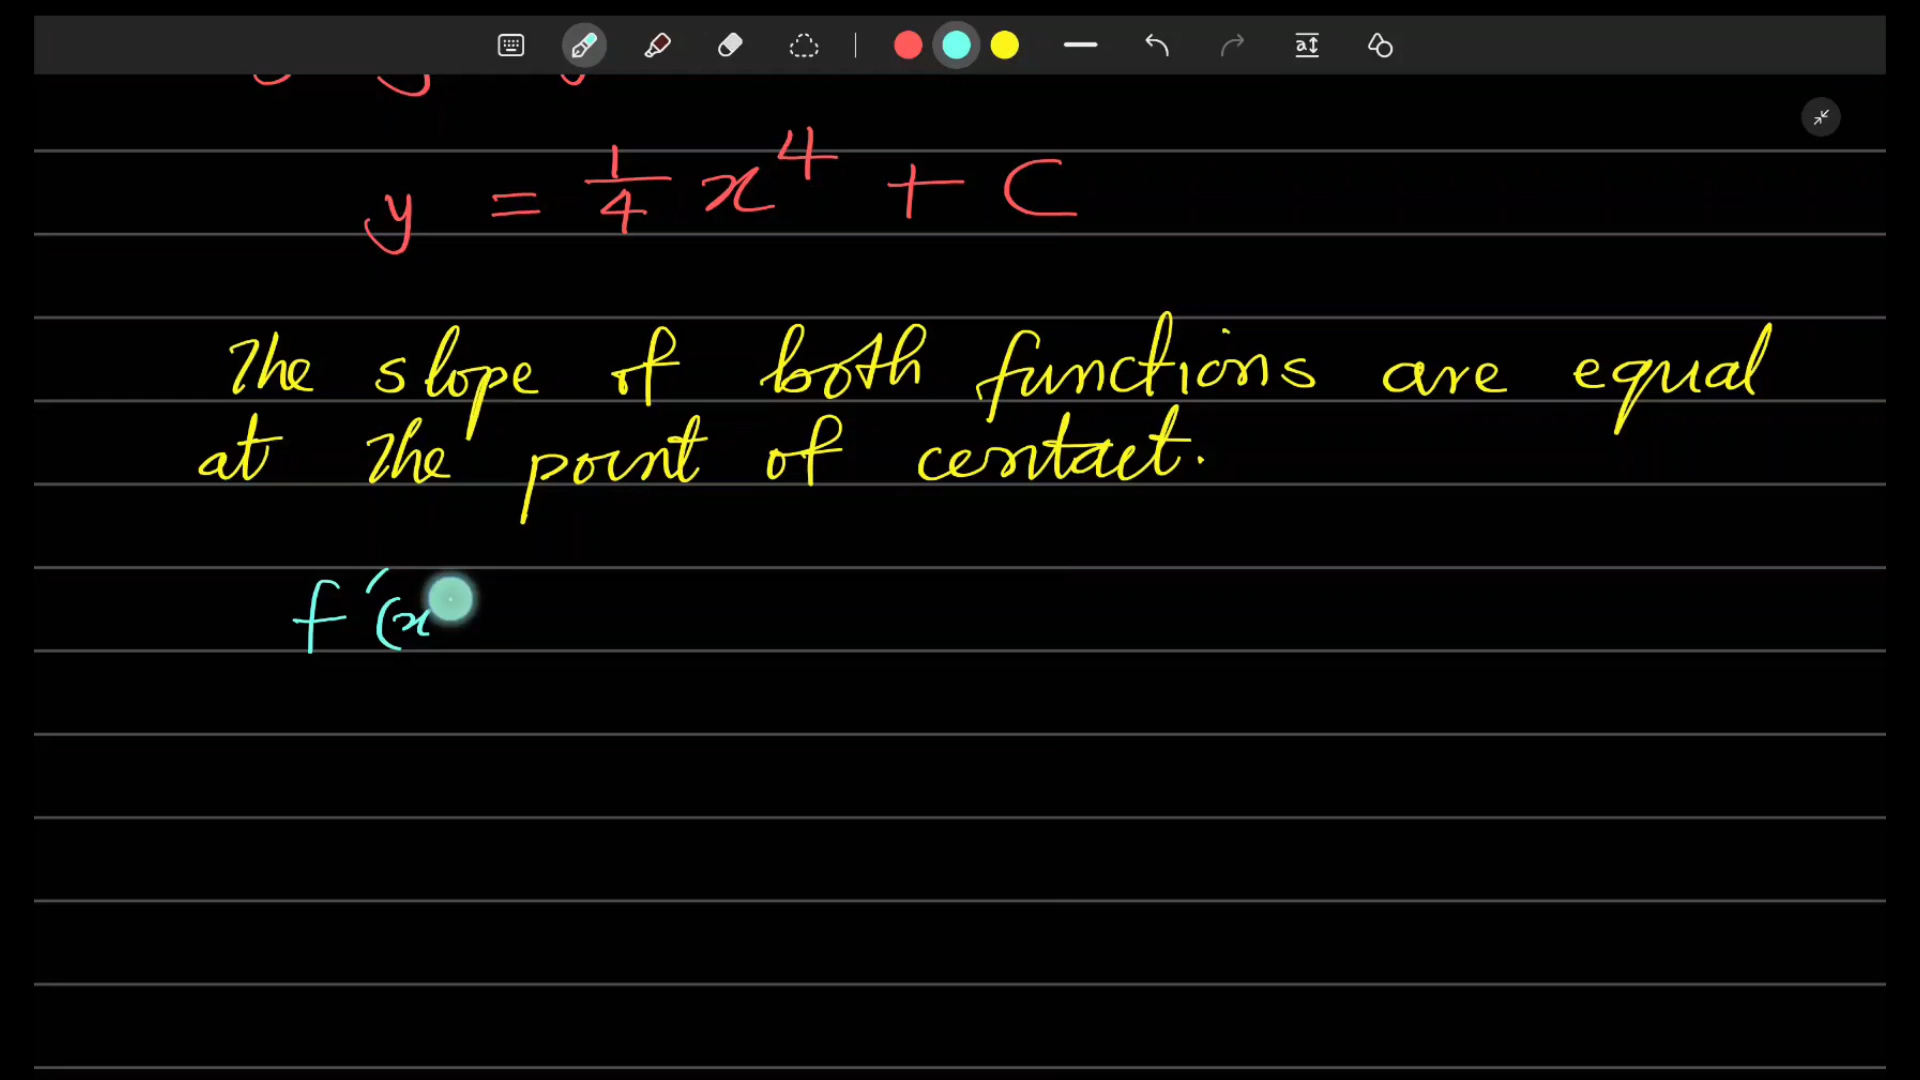 y = 1/4 x^4 + C
The slope of both functions are equal
at the point of contact.
f'(x